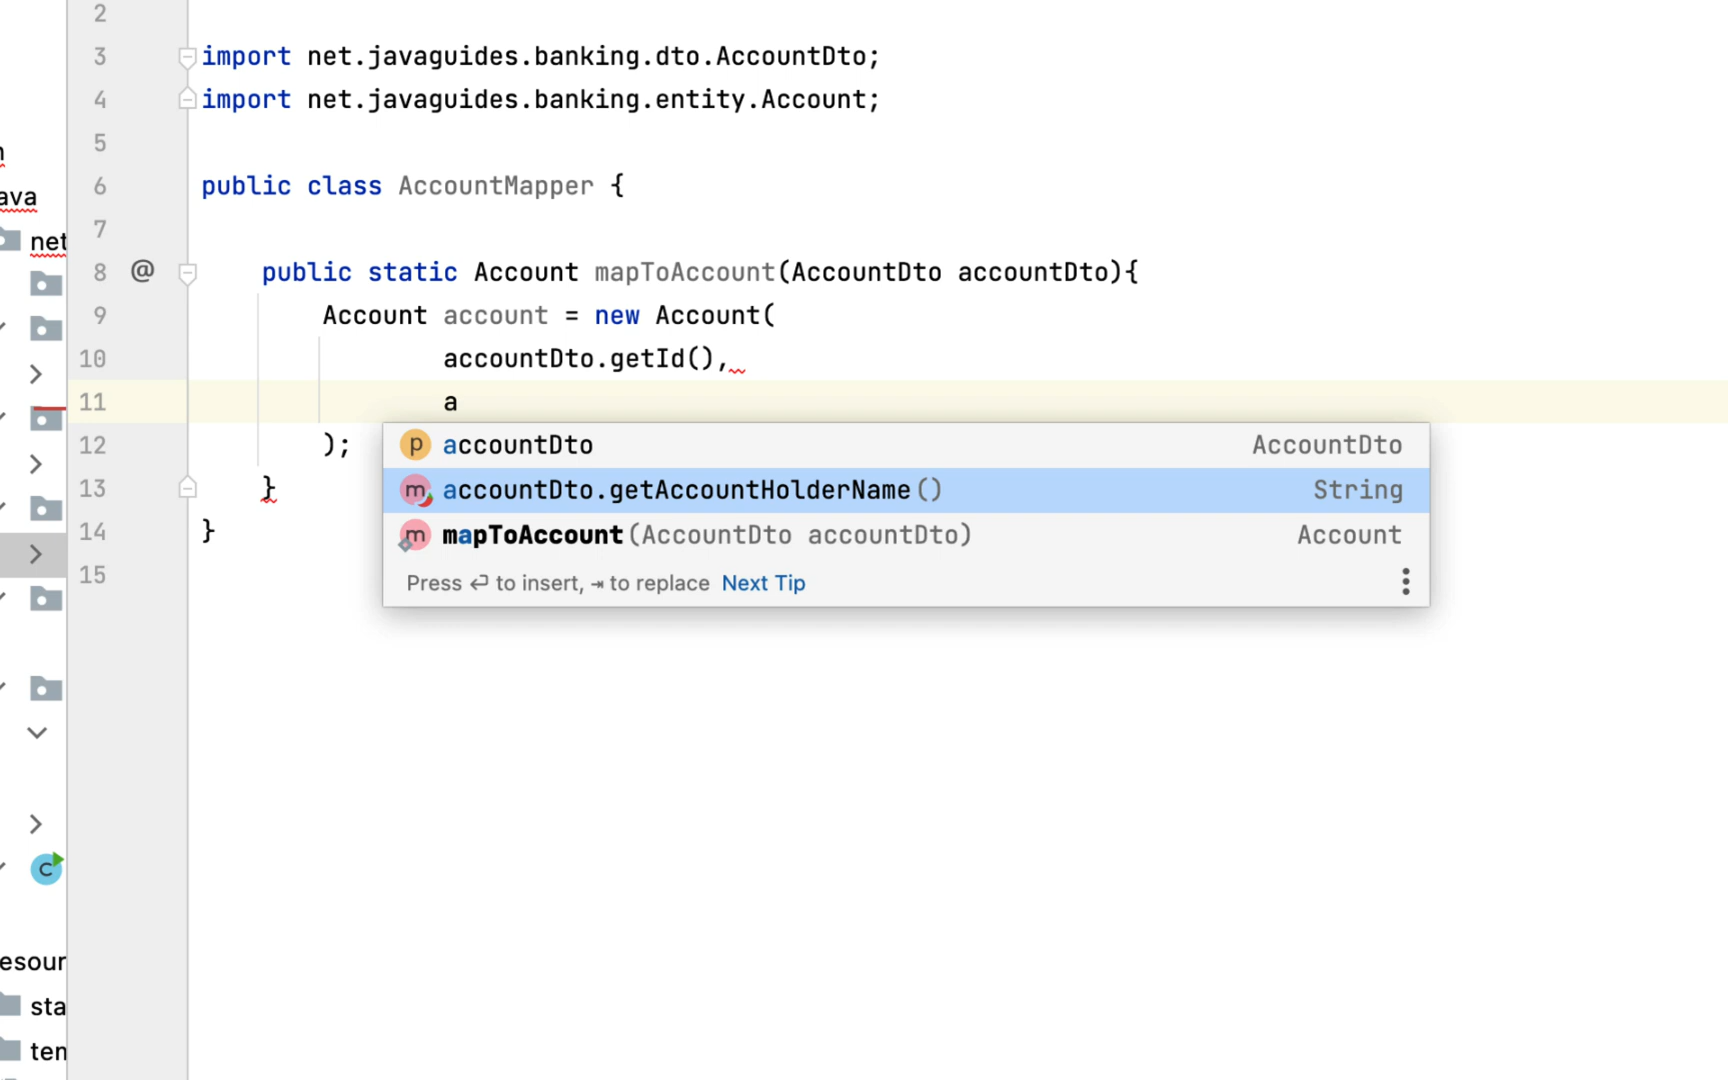 2
3 import net.javaguides.banking.dto.AccountDto;
4 import net.javaguides.banking.entity.Account;
5
6 public class AccountMapper {
7
8 @ public static Account mapToAccount(AccountDto accountDto){
9 Account account = new Account(
10 accountDto.getId(),
11 a
12 );
13 }
14 }
15
p accountDto AccountDto
m accountDto.getAccountHolderName() String
m mapToAccount(AccountDto accountDto) Account
Press ↩ to insert, ⇥ to replace Next Tip
ava
net
C
esour
sta